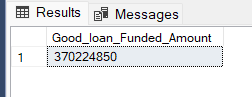 Results Messages
Good_loan_Funded_Amount
1 370224850